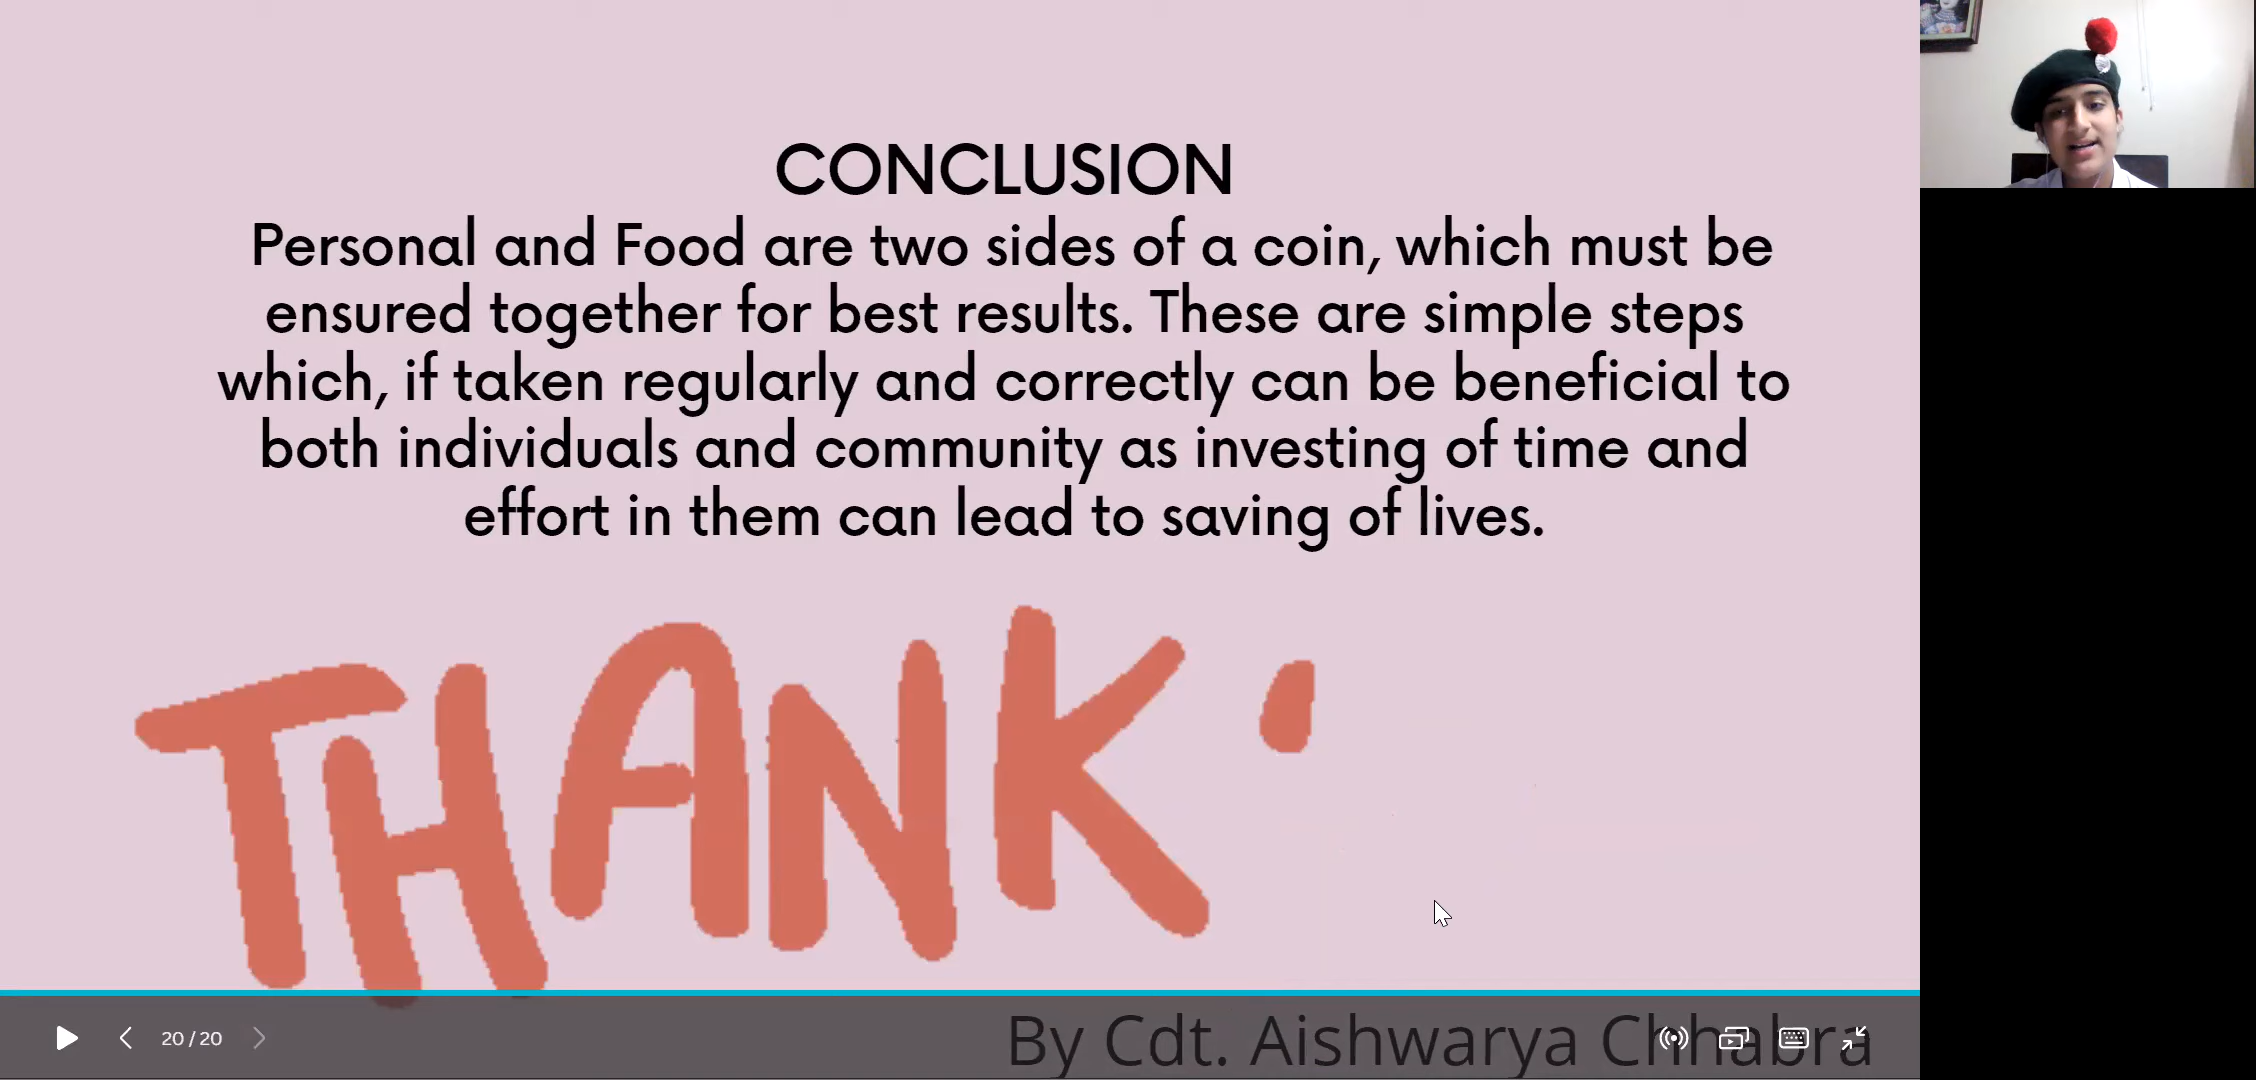 CONCLUSION
Personal and Food are two sides of a coin, which must be
ensured together for best results. These are simple steps
which, if taken regularly and correctly can be beneficial to
both individuals and community as investing of time and
effort in them can lead to saving of lives.
THANK
20 / 20
By Cdt. Aishwarya Chhabra